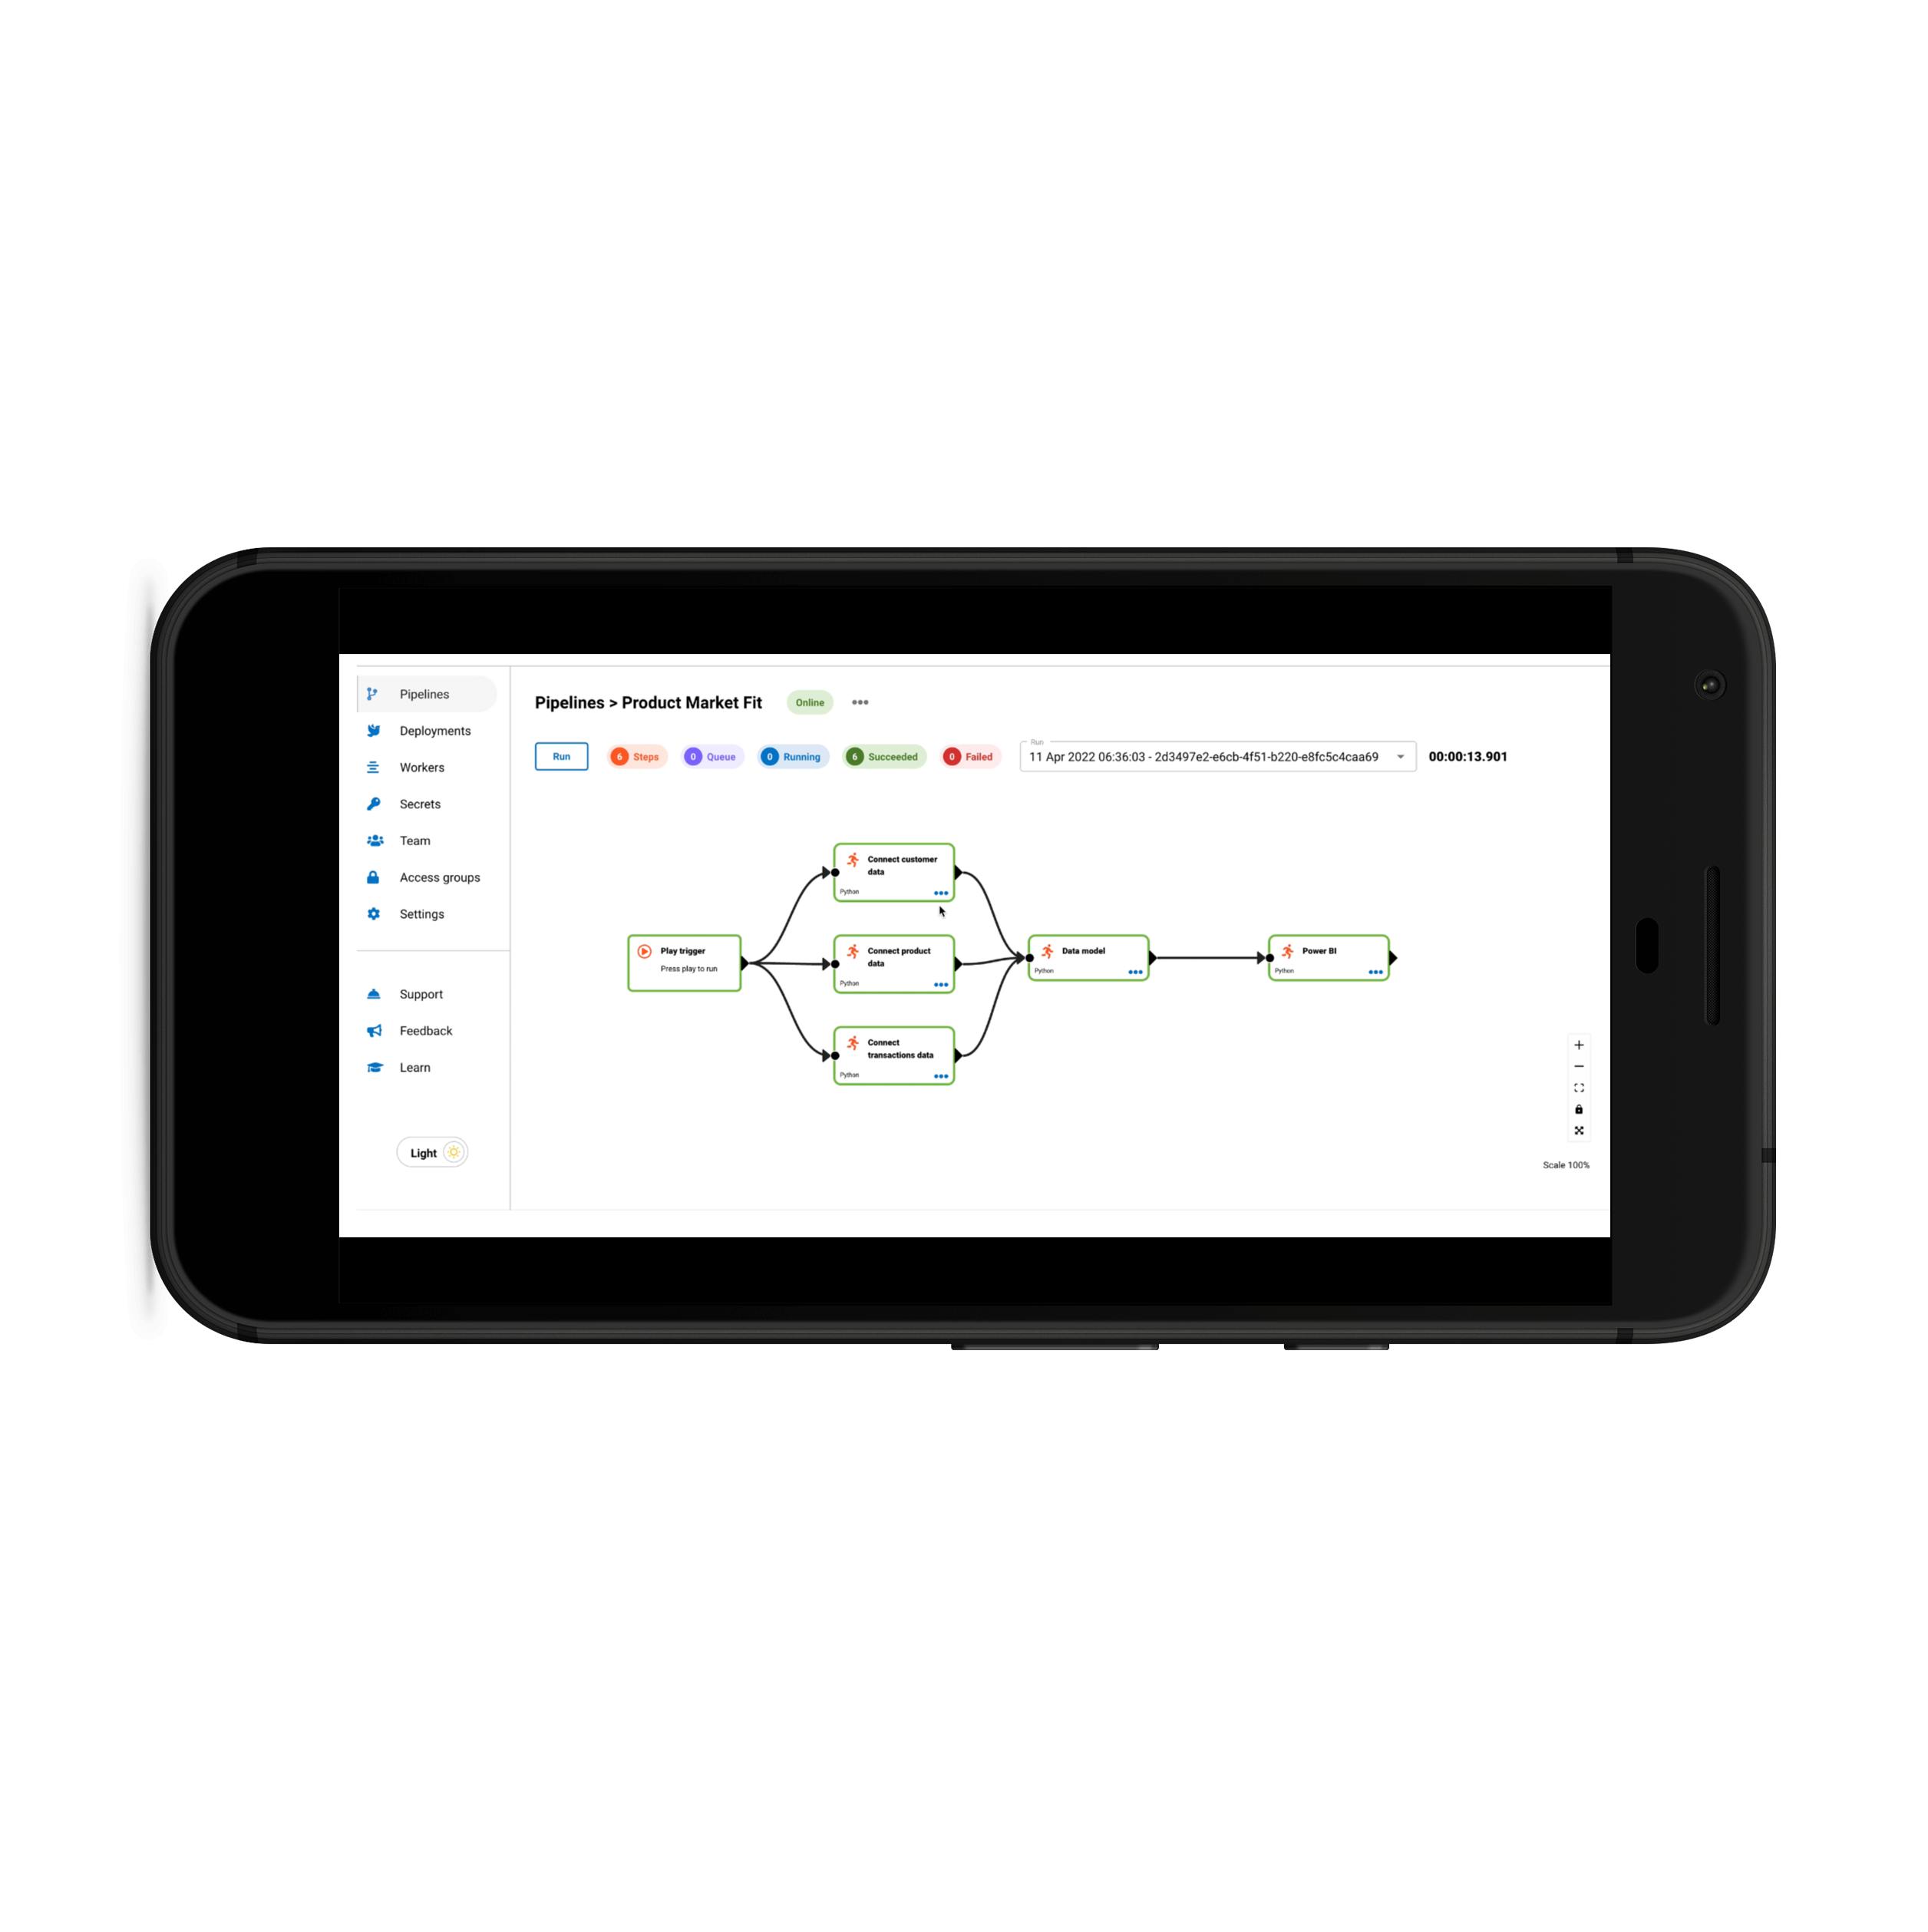 Pipelines
Deployments
Workers
Secrets
Team
Access groups
Settings
Support
Feedback
Learn
Light
Pipelines > Product Market Fit
Online
Run
6 Steps
0 Queue
0 Running
6 Succeeded
0 Failed
Run
11 Apr 2022 06:36:03 - 2d3497e2-e6cb-4f51-b220-e8fc5c4caa69
00:00:13.901
Play trigger
Press play to run
Connect customer
data
Python
Connect product
data
Python
Connect
transactions data
Python
Data model
Python
Power BI
Python
Scale 100%